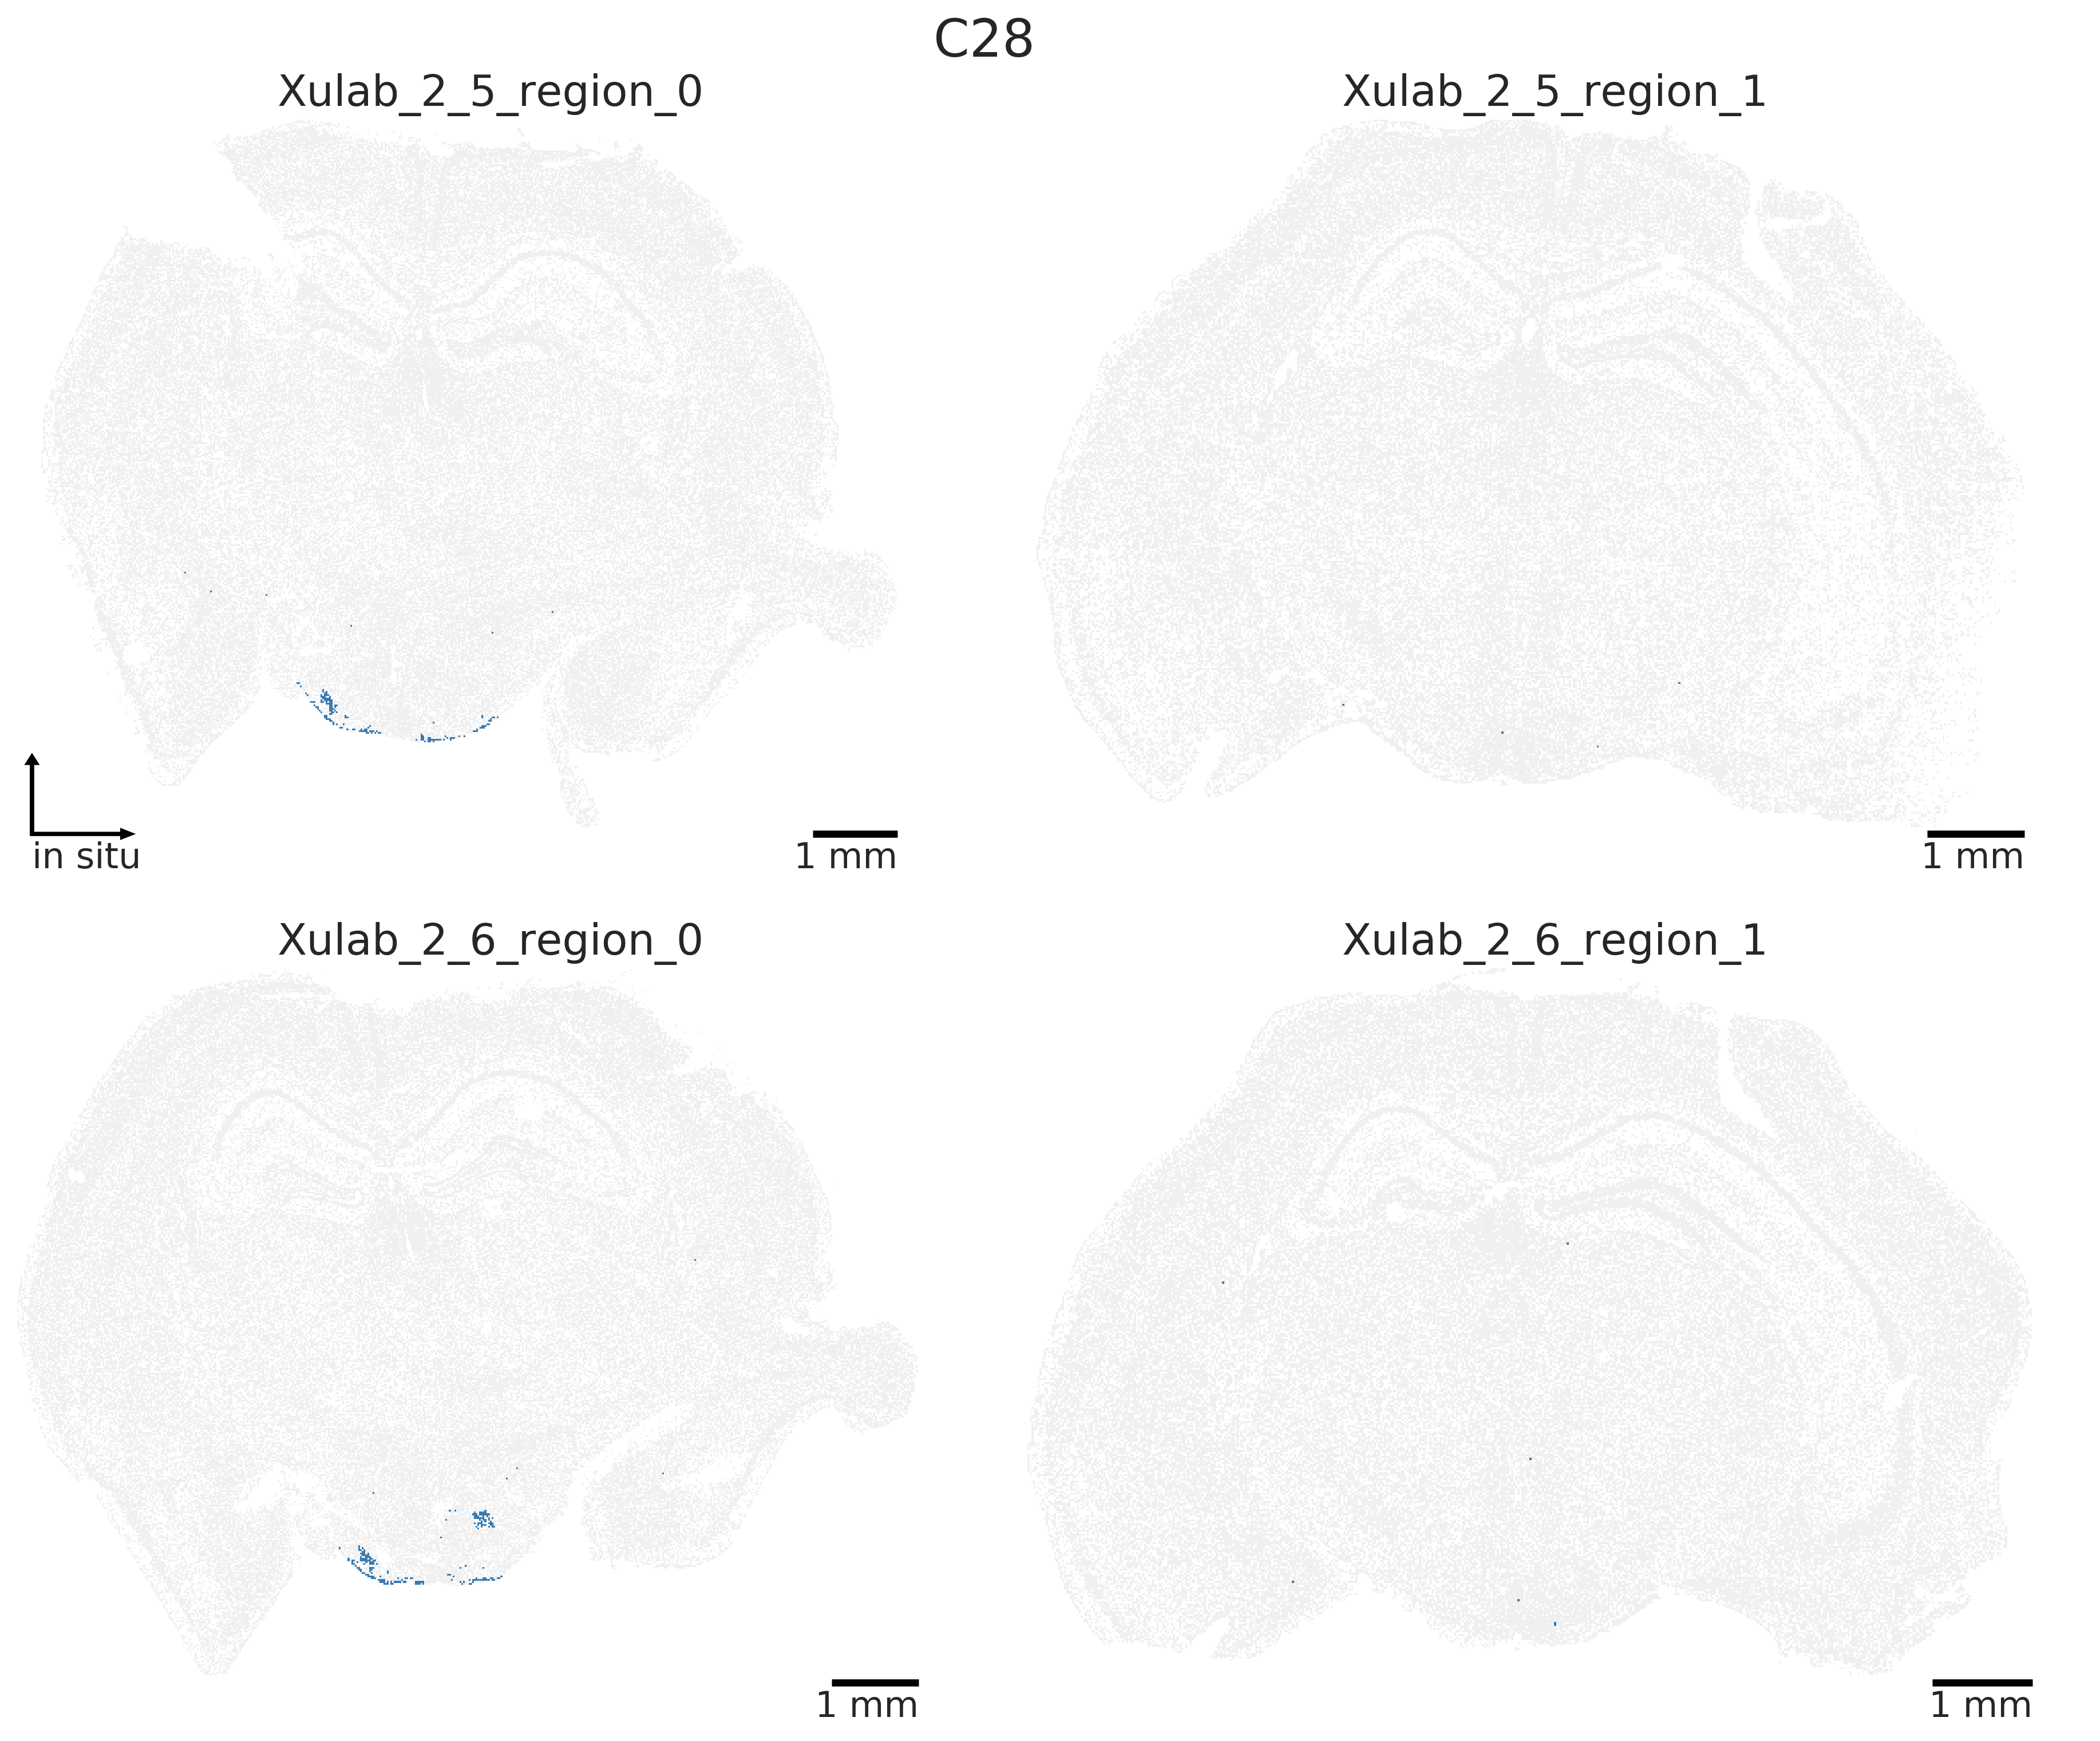 C28
Xulab_2_5_region_0
Xulab_2_5_region_1
in situ
1 mm
1 mm
Xulab_2_6_region_0
Xulab_2_6_region_1
1 mm
1 mm